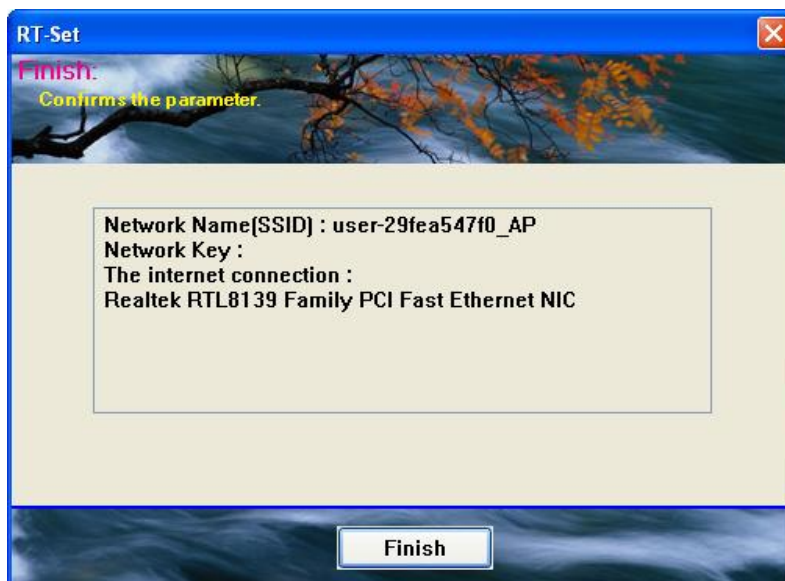 RT-Set
Finish:
Confirms the parameter.
Network Name(SSID) : user-29fea547f0_AP
Network Key :
The internet connection :
Realtek RTL8139 Family PCI Fast Ethernet NIC
Finish